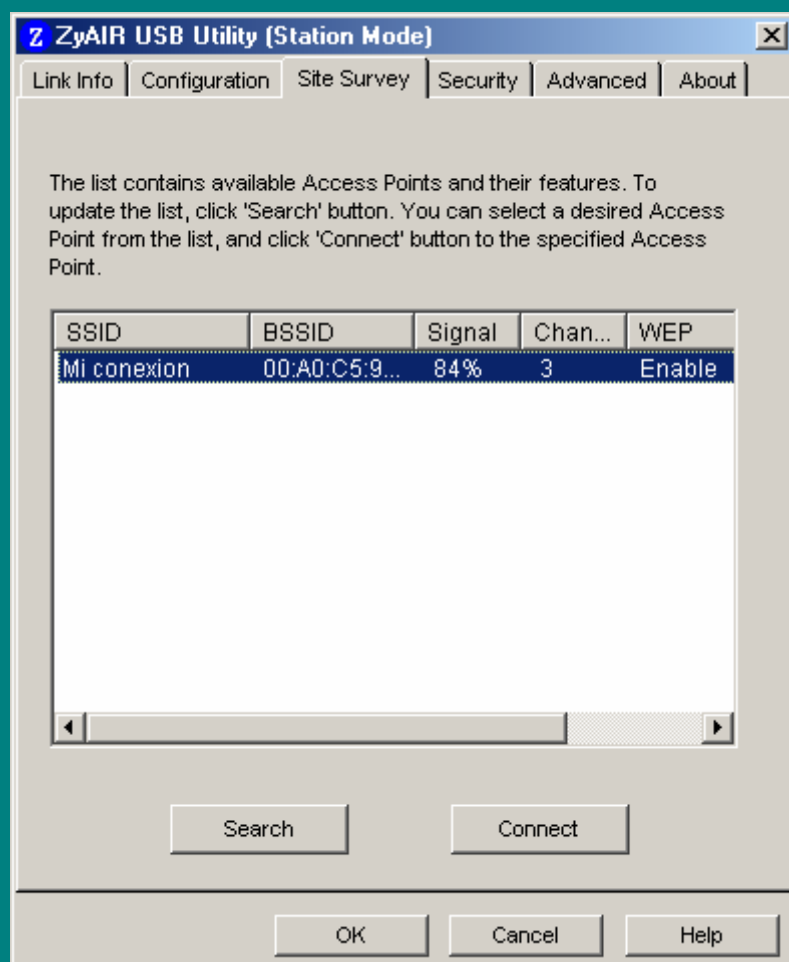 Z ZyAIR USB Utility (Station Mode)
Link Info Configuration Site Survey Security Advanced About
The list contains available Access Points and their features. To
update the list, click 'Search' button. You can select a desired Access
Point from the list, and click 'Connect' button to the specified Access
Point.
SSID BSSID Signal Chan... WEP
Mi conexion 00:A0:C5:9... 84% 3 Enable
Search Connect
OK Cancel Help